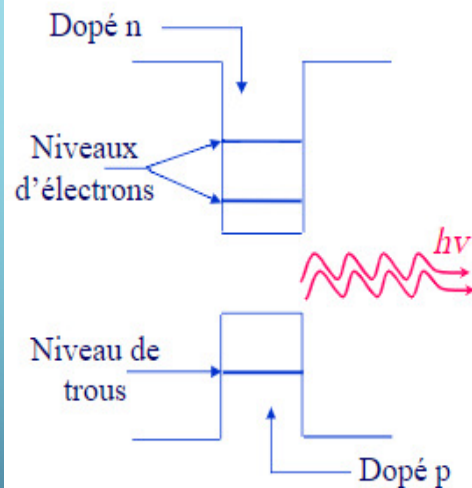 Dopé n
Niveaux
d'électrons
hν
Niveau de
trous
Dopé p